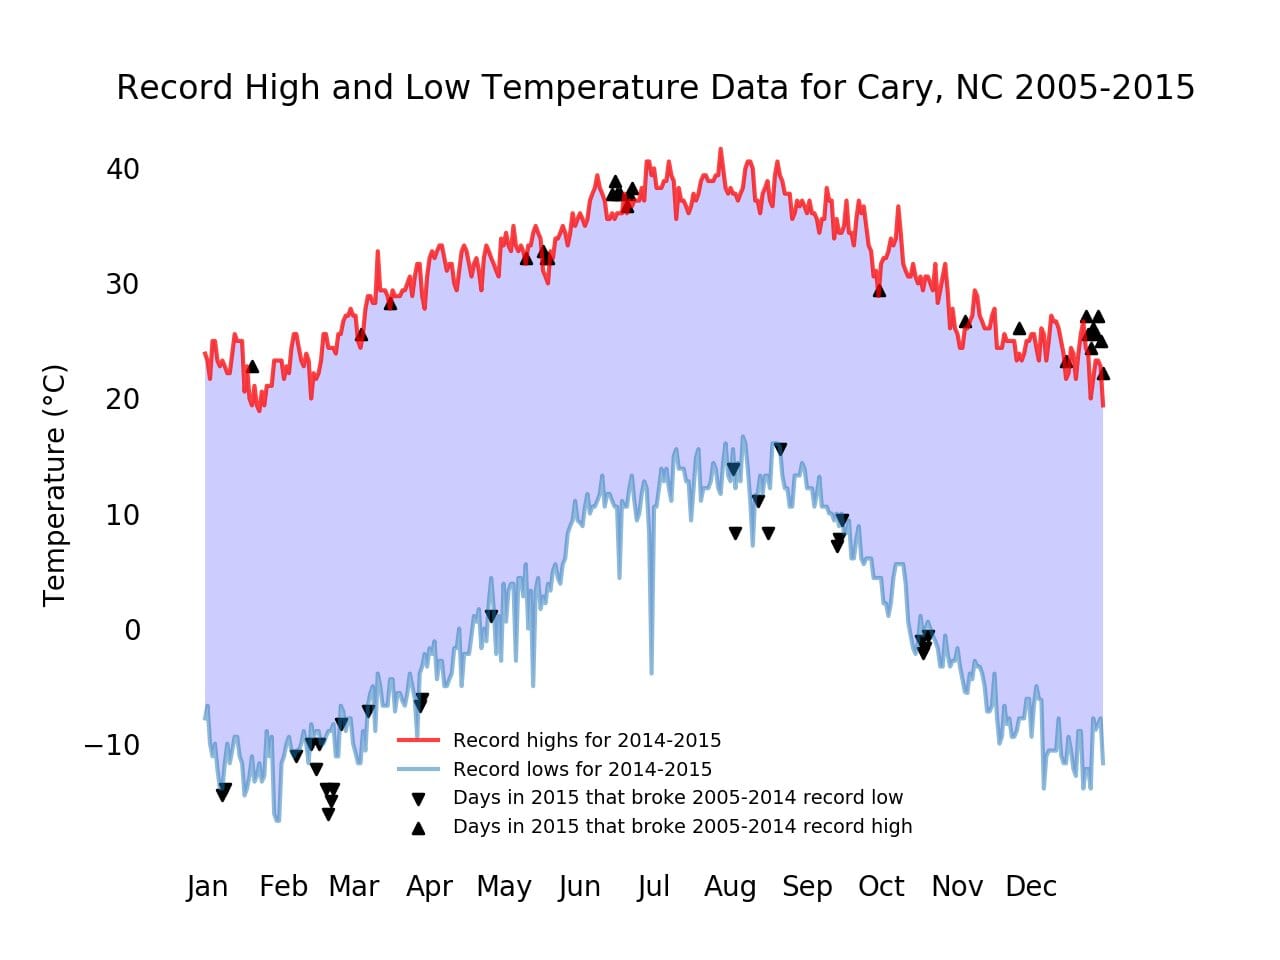 Record High and Low Temperature Data for Cary, NC 2005-2015
Temperature (°C)
40
30
20
10
0
−10
Record highs for 2014-2015
Record lows for 2014-2015
Days in 2015 that broke 2005-2014 record low
Days in 2015 that broke 2005-2014 record high
Jan Feb Mar Apr May Jun Jul Aug Sep Oct Nov Dec